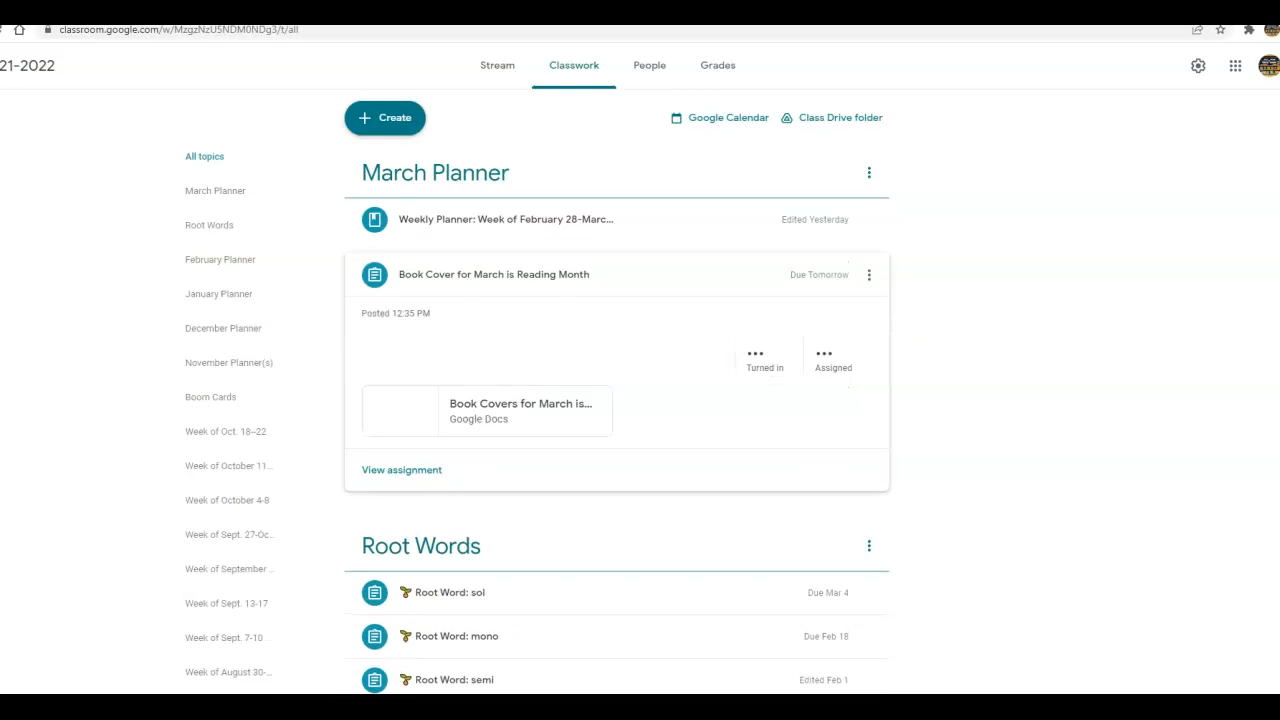 classroom.google.com/w/MzgzNzU5NDM0NDg3/t/all
21-2022
Stream
Classwork
People
Grades
Create
Google Calendar
Class Drive folder
All topics
March Planner
Root Words
February Planner
January Planner
December Planner
November Planner(s)
Boom Cards
Week of Oct. 18--22
Week of October 11...
Week of October 4-8
Week of Sept. 27-Oc...
Week of September ...
Week of Sept. 13-17
Week of Sept. 7-10
Week of August 30-...
March Planner
Weekly Planner: Week of February 28-Marc...
Edited Yesterday
Book Cover for March is Reading Month
Due Tomorrow
Posted 12:35 PM
Turned in
Assigned
Book Covers for March is...
Google Docs
View assignment
Root Words
Root Word: sol
Due Mar 4
Root Word: mono
Due Feb 18
Root Word: semi
Edited Feb 1